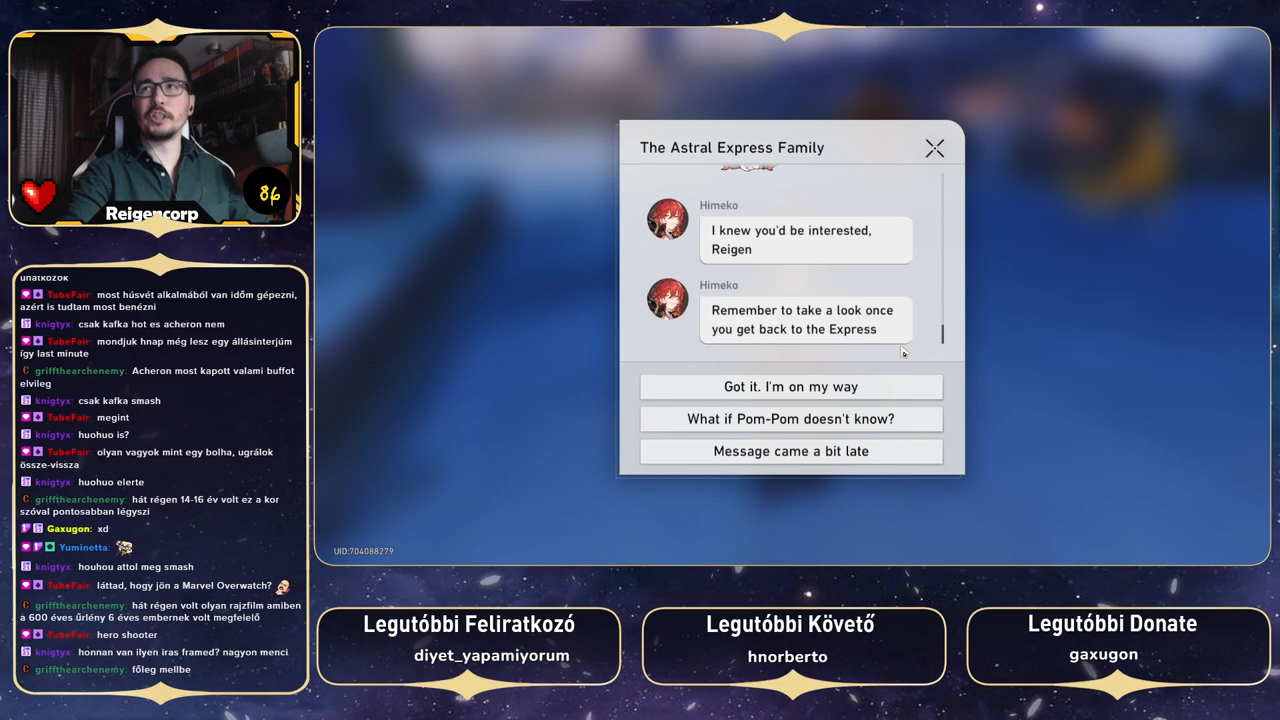 86
Reigencorp
unatkozok
TubeFair: most húsvét alkalmából van időm gépezni,
azért is tudtam most benézni
knigtyx: csak kafka hot es acheron nem
TubeFair: mondjuk hnap még lesz egy állásinterjúm
így last minute
griffthearchenemy: Acheron most kapott valami buffot
elvileg
knigtyx: csak kafka smash
TubeFair: megint
knigtyx: huohuo is?
TubeFair: olyan vagyok mint egy bolha, ugrálok
össze-vissza
knigtyx: huohuo elerte
griffthearchenemy: hát régen 14-16 év volt ez a kor
szóval pontosabban légyszi
Gaxugon: xd
Yuminetta:
knigtyx: houhou attol meg smash
TubeFair: láttad, hogy jön a Marvel Overwatch?
griffthearchenemy: hát régen volt olyan rajzfilm amiben
a 600 éves űrlény 6 éves embernek volt megfelelő
TubeFair: hero shooter
knigtyx: honnan van ilyen iras framed? nagyon menci
griffthearchenemy: főleg mellbe
The Astral Express Family
Himeko
I knew you'd be interested,
Reigen
Himeko
Remember to take a look once
you get back to the Express
Got it. I'm on my way
What if Pom-Pom doesn't know?
Message came a bit late
UID:704088279
Legutóbbi Feliratkozó
diyet_yapamiyorum
Legutóbbi Követő
hnorberto
Legutóbbi Donate
gaxugon